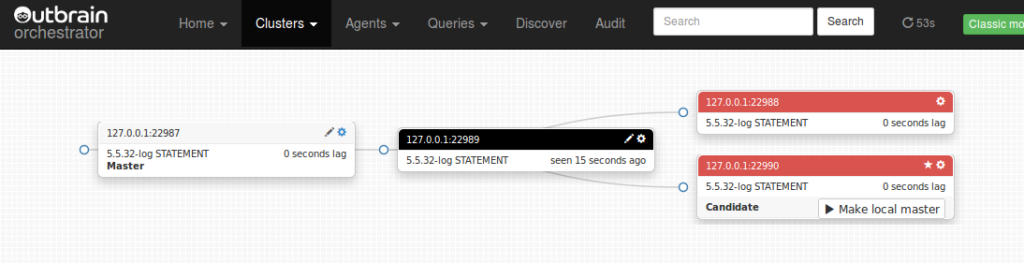 Outbrain
orchestrator
Home
Clusters
Agents
Queries
Discover
Audit
Search
Search
53s
Classic mo
127.0.0.1:22987
5.5.32-log STATEMENT 0 seconds lag
Master
127.0.0.1:22989
5.5.32-log STATEMENT seen 15 seconds ago
127.0.0.1:22988
5.5.32-log STATEMENT 0 seconds lag
127.0.0.1:22990
5.5.32-log STATEMENT 0 seconds lag
Candidate Make local master